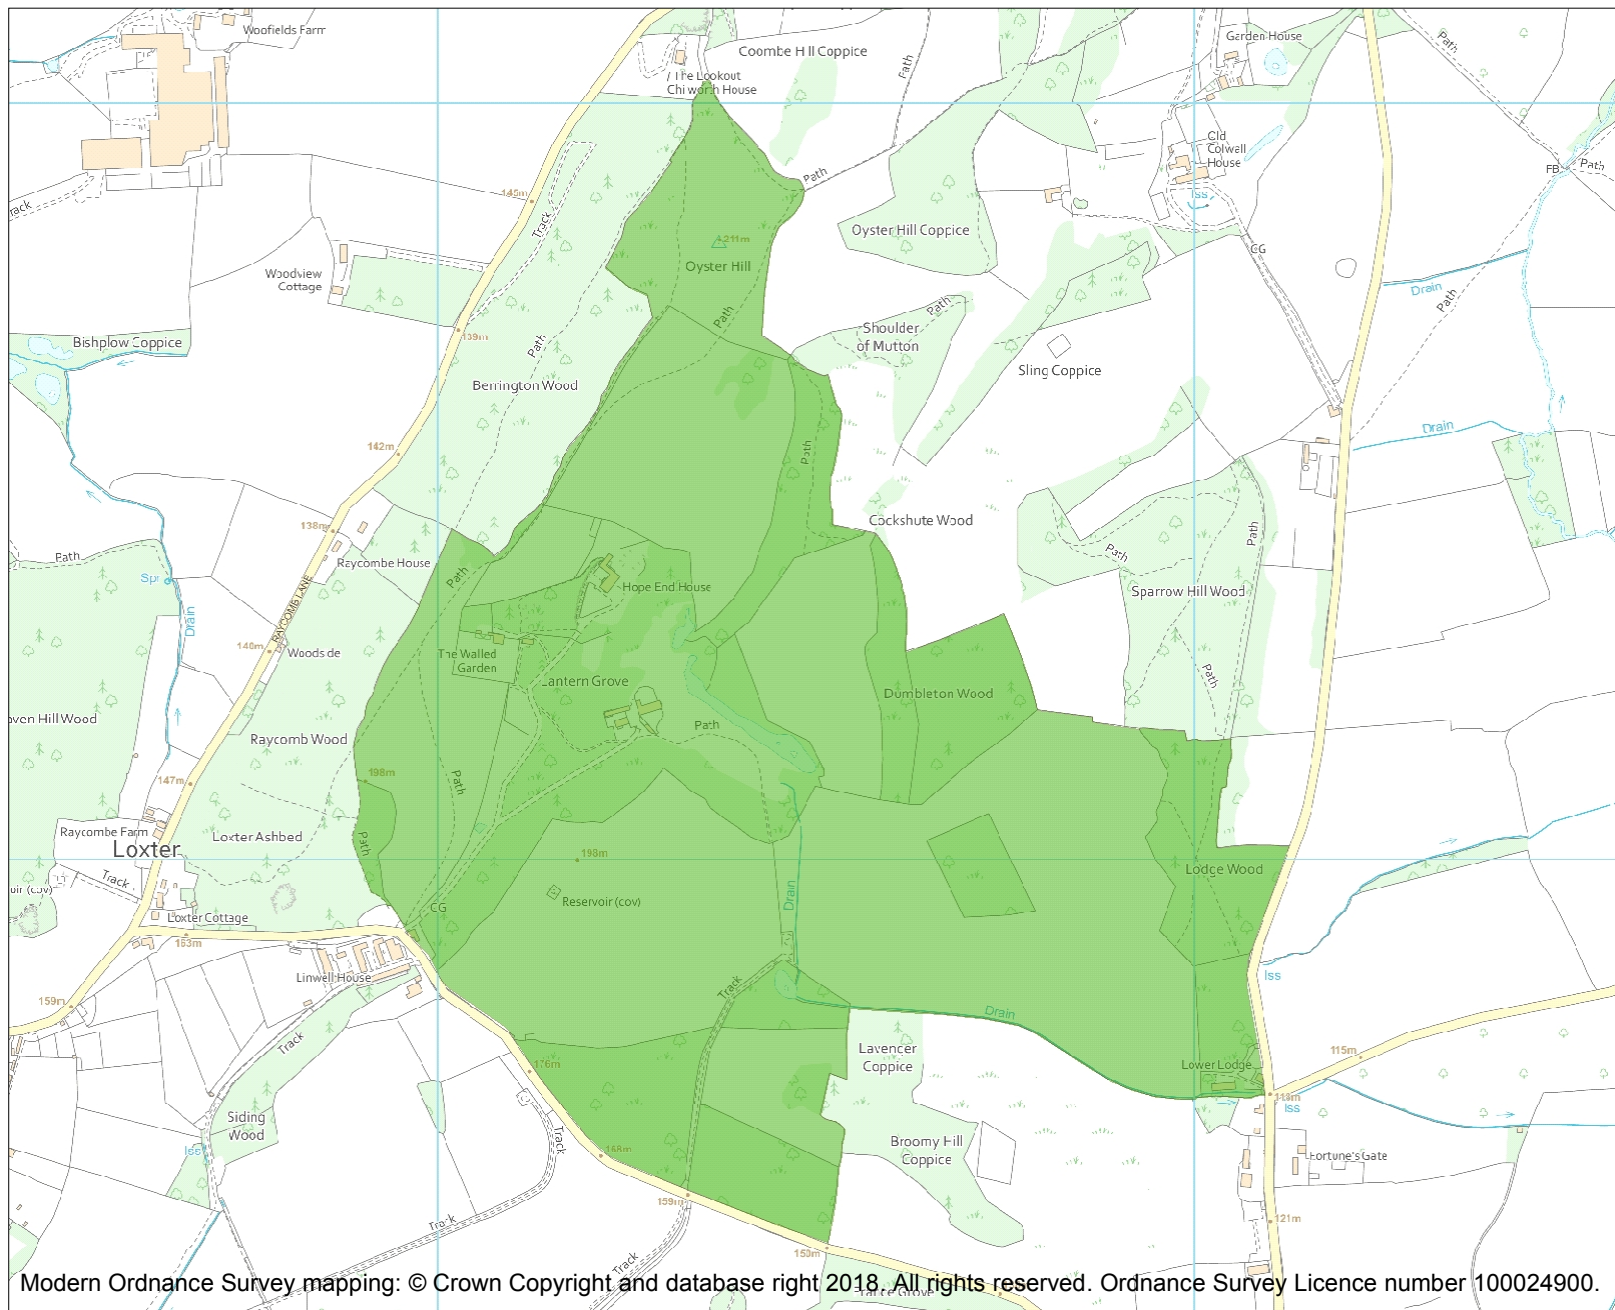 Woofields Farm
Coombe Hill Coppice
Path
Garden House
Path
The Lookout
Chilworth House
Old
Colwall
House
FB
Path
Iss
Track
145m
Path
Track
Oyster Hill Coppice
211m
Oyster Hill
CG
Woodview
Cottage
Drain
Path
Path
Path
Shoulder
of Mutton
139m
Path
Bishplow Coppice
Sling Coppice
Berrington Wood
Drain
142m
Path
138m
Cockshute Wood
Path
Path
Path
Raycombe House
Path
Spr
Hope End House
Sparrow Hill Wood
RAYCOMB LANE
Drain
146m
Woodside
The Walled
Garden
Lantern Grove
Path
Dumbleton Wood
Raycomb Wood
Path
198m
Path
147m
Raycombe Farm
Loxter
Loxter Ashbed
Path
198m
Lodge Wood
Track
CG
Reservoir (cov)
Drain
Loxter Cottage
163m
Linwell House
Iss
159m
Track
Drain
Track
Lavender
Coppice
115m
176m
Lower Lodge
118m
Iss
Siding
Wood
Track
Iss
168m
Broomy Hill
Coppice
Fortune's Gate
159m
Track
121m
153m
Track
Modern Ordnance Survey mapping: © Crown Copyright and database right 2018. All rights reserved. Ordnance Survey Licence number 100024900.